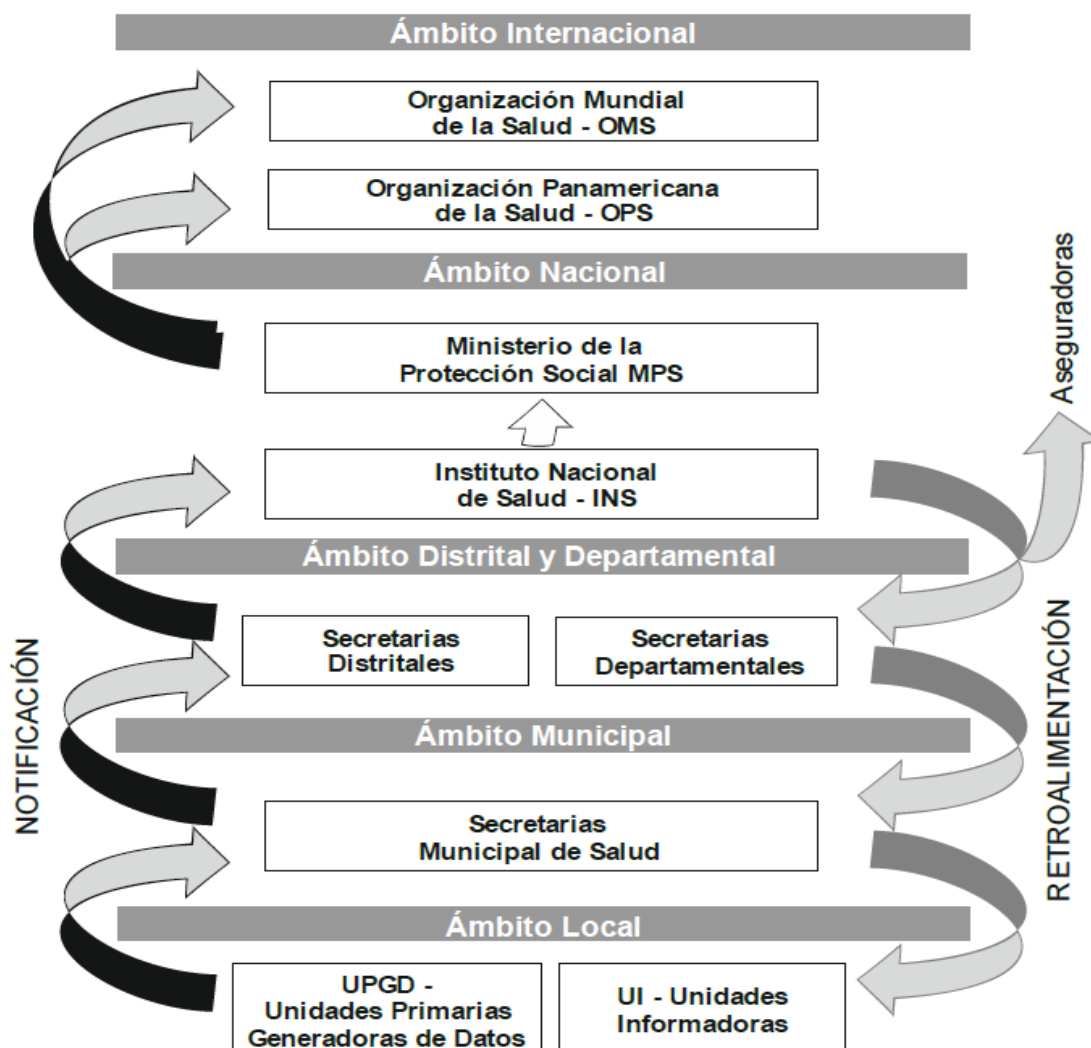 Ámbito Internacional
Organización Mundial
de la Salud - OMS
Organización Panamericana
de la Salud - OPS
Ámbito Nacional
Ministerio de la
Protección Social MPS
Aseguradoras
Instituto Nacional
de Salud - INS
Ámbito Distrital y Departamental
Secretarias
Distritales
Secretarias
Departamentales
NOTIFICACIÓN
RETROALIMENTACIÓN
Ámbito Municipal
Secretarias
Municipal de Salud
Ámbito Local
UPGD -
Unidades Primarias
Generadoras de Datos
UI - Unidades
Informadoras